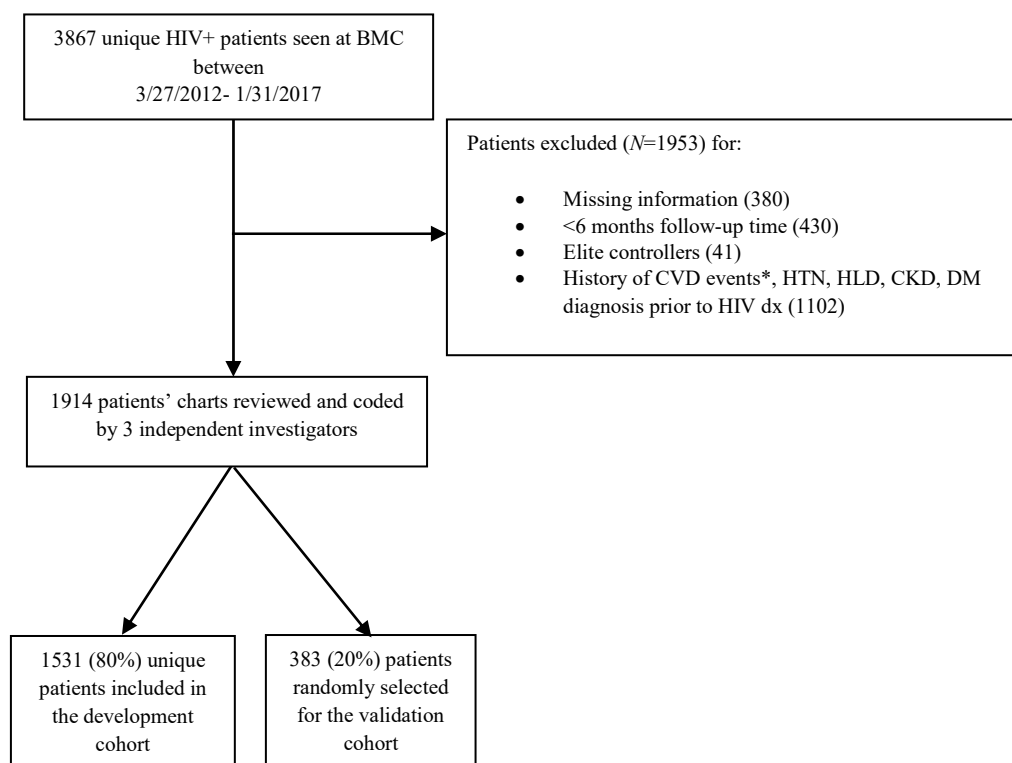 3867 unique HIV+ patients seen at BMC
between
3/27/2012- 1/31/2017
Patients excluded (N=1953) for:
• Missing information (380)
• <6 months follow-up time (430)
• Elite controllers (41)
• History of CVD events*, HTN, HLD, CKD, DM
diagnosis prior to HIV dx (1102)
1914 patients’ charts reviewed and coded
by 3 independent investigators
1531 (80%) unique
patients included in
the development
cohort
383 (20%) patients
randomly selected
for the validation
cohort